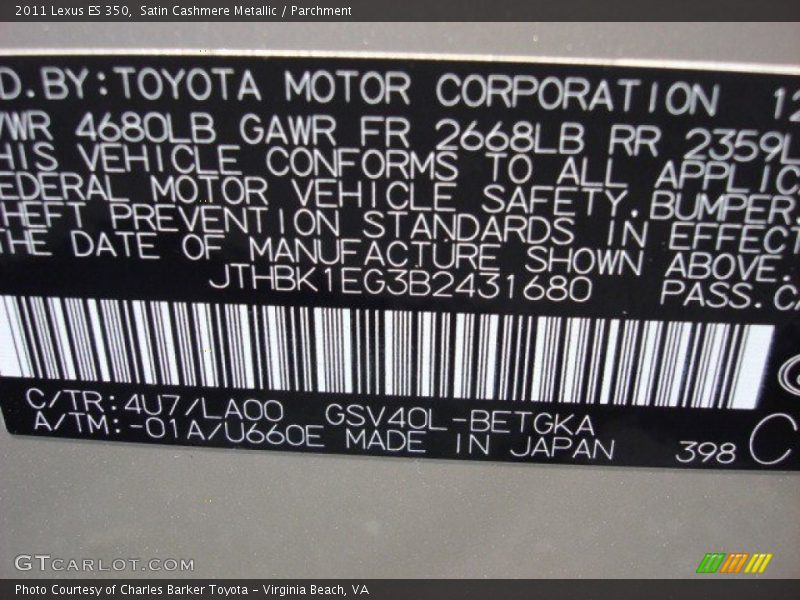 2011 Lexus ES 350, Satin Cashmere Metallic / Parchment
D.BY:TOYOTA MOTOR CORPORATION 12
VWR 4680LB GAWR FR 2668LB RR 2359L
HIS VEHICLE CONFORMS TO ALL APPLIC
EDERAL MOTOR VEHICLE SAFETY.BUMPER.
HEFT PREVENTION STANDARDS IN EFFECT
THE DATE OF MANUFACTURE SHOWN ABOVE.
JTHBK1EG3B2431680 PASS.CA
C/TR:4U7/LA00 GSV40L-BETGKA
A/TM:-01A/U660E MADE IN JAPAN 398 C
GTCARLOT.COM
Photo Courtesy of Charles Barker Toyota - Virginia Beach, VA